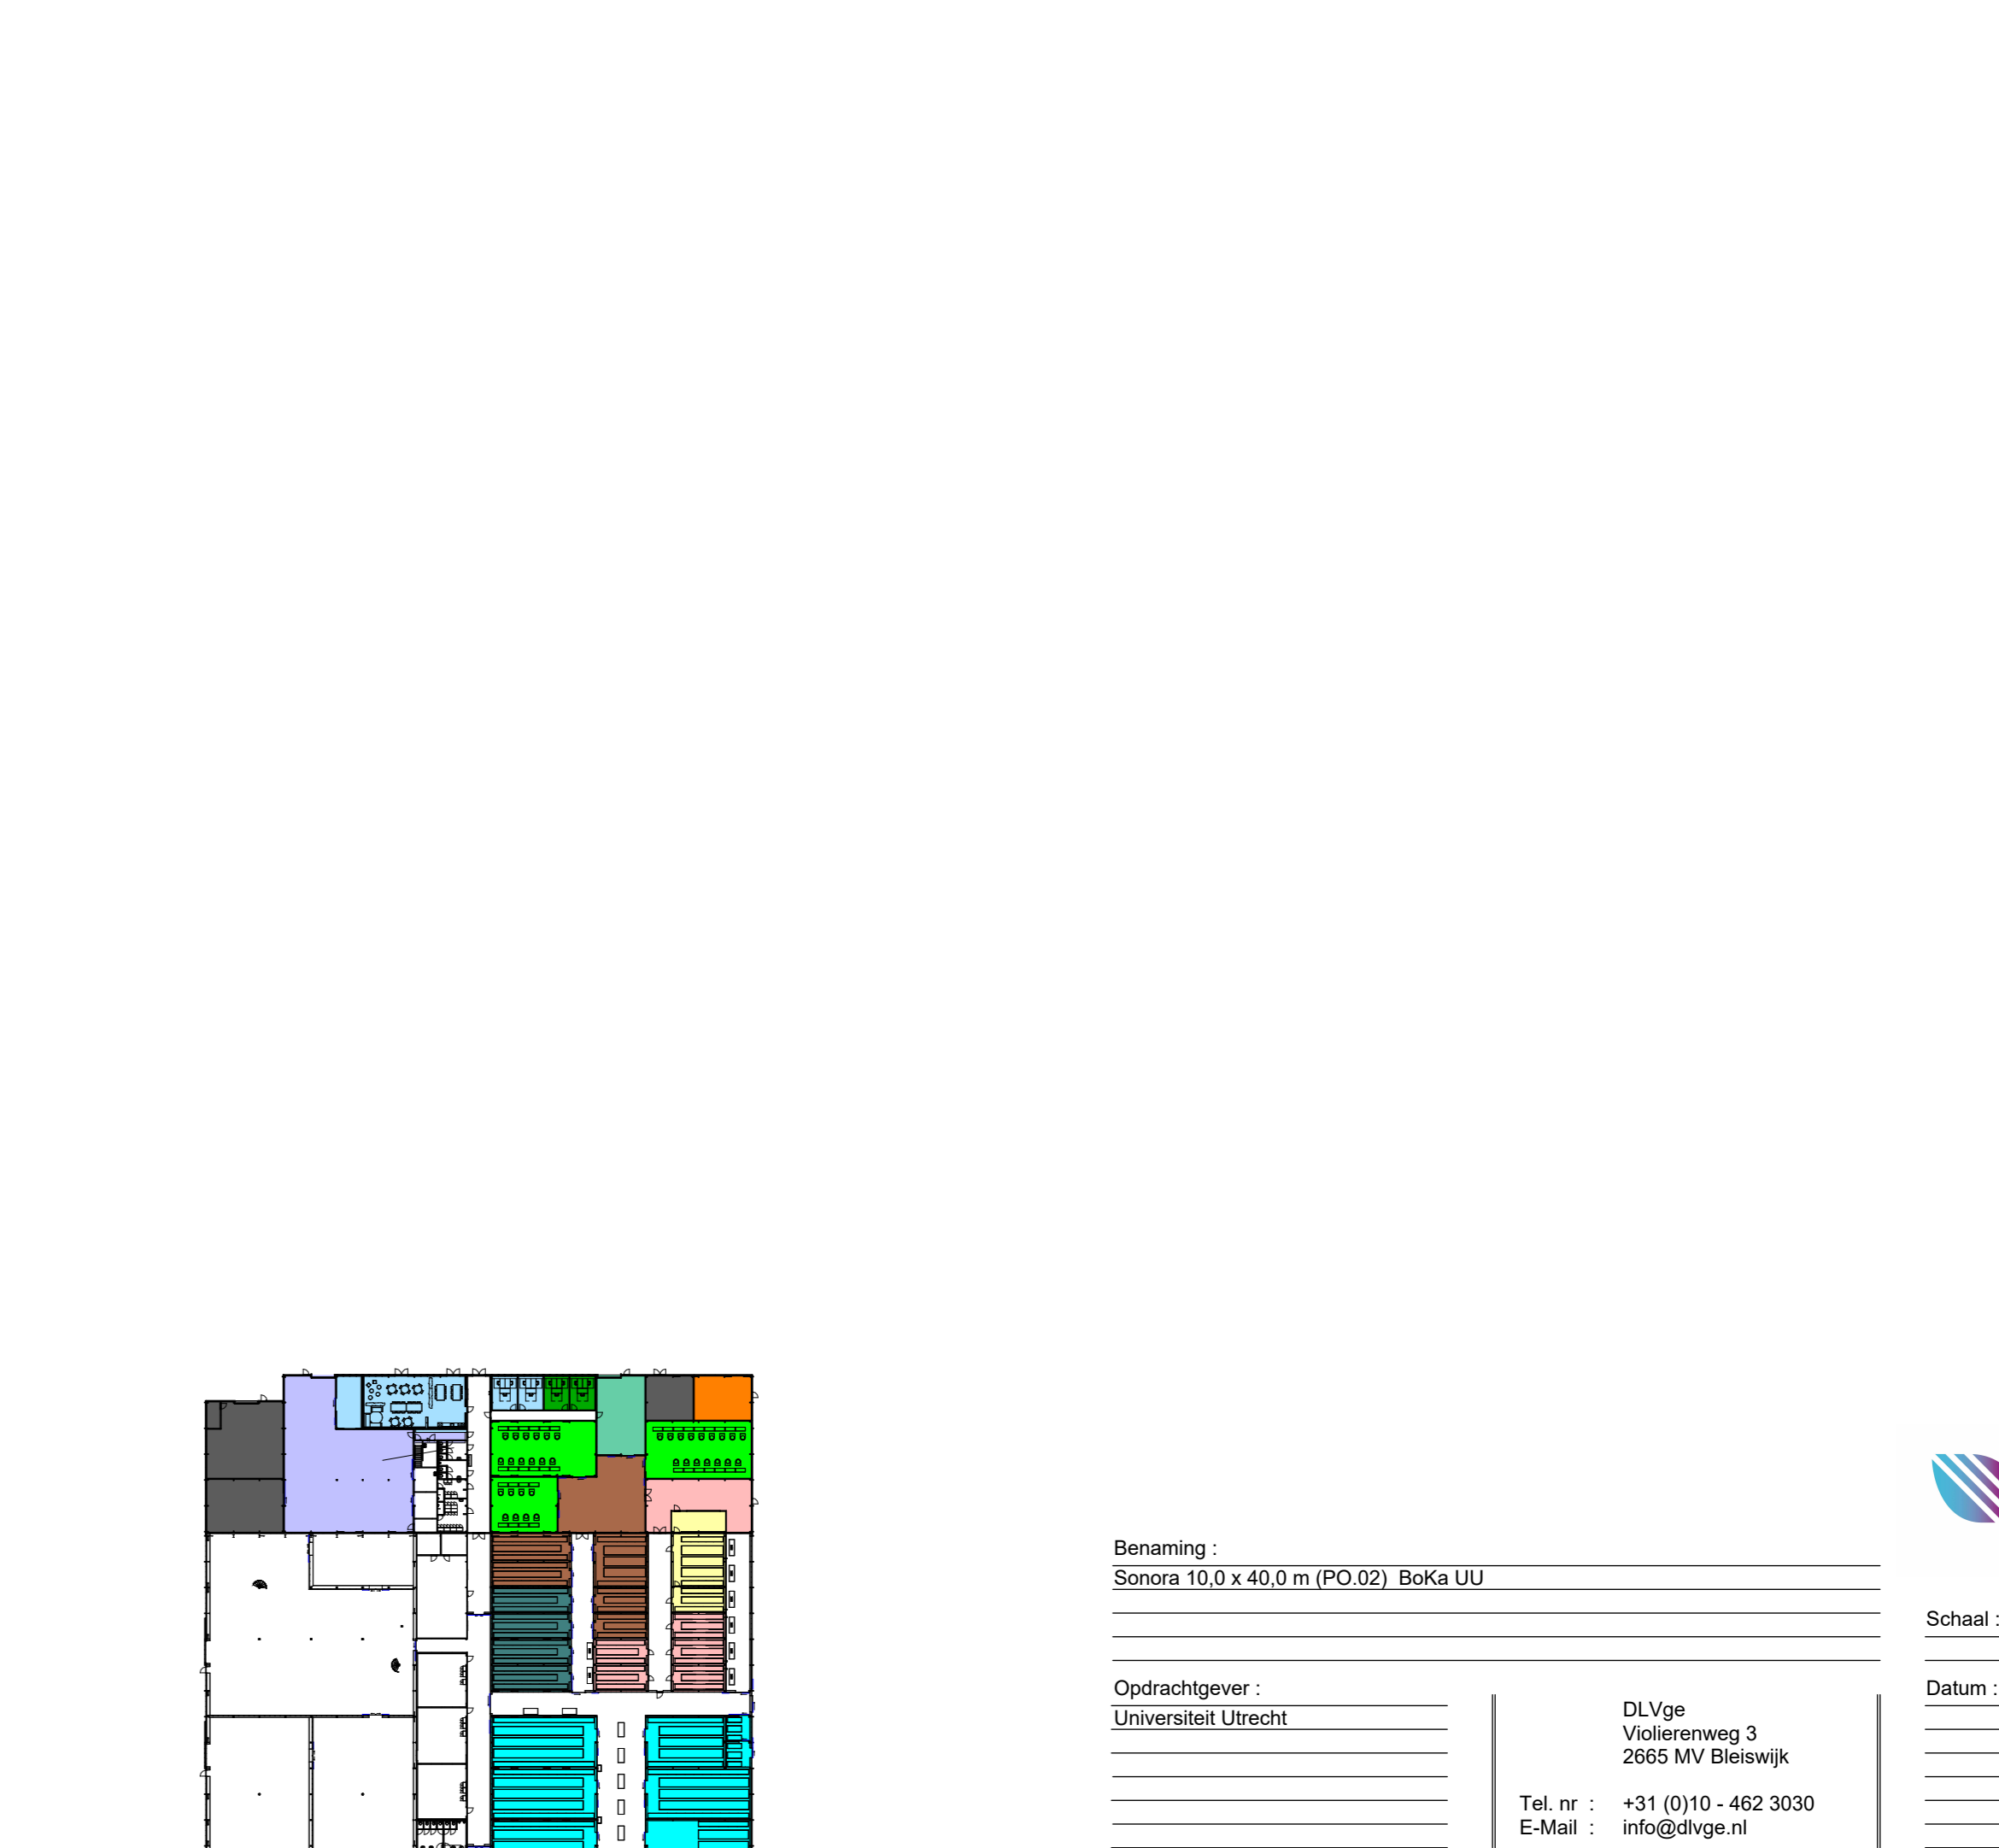 Benaming :
Sonora 10,0 x 40,0 m (PO.02)  BoKa UU
Schaal :
Opdrachtgever :
Universiteit Utrecht
Datum :
DLVge
Violierenweg 3
2665 MV Bleiswijk
Tel. nr  :  +31 (0)10 - 462 3030
E-Mail  :  info@dlvge.nl